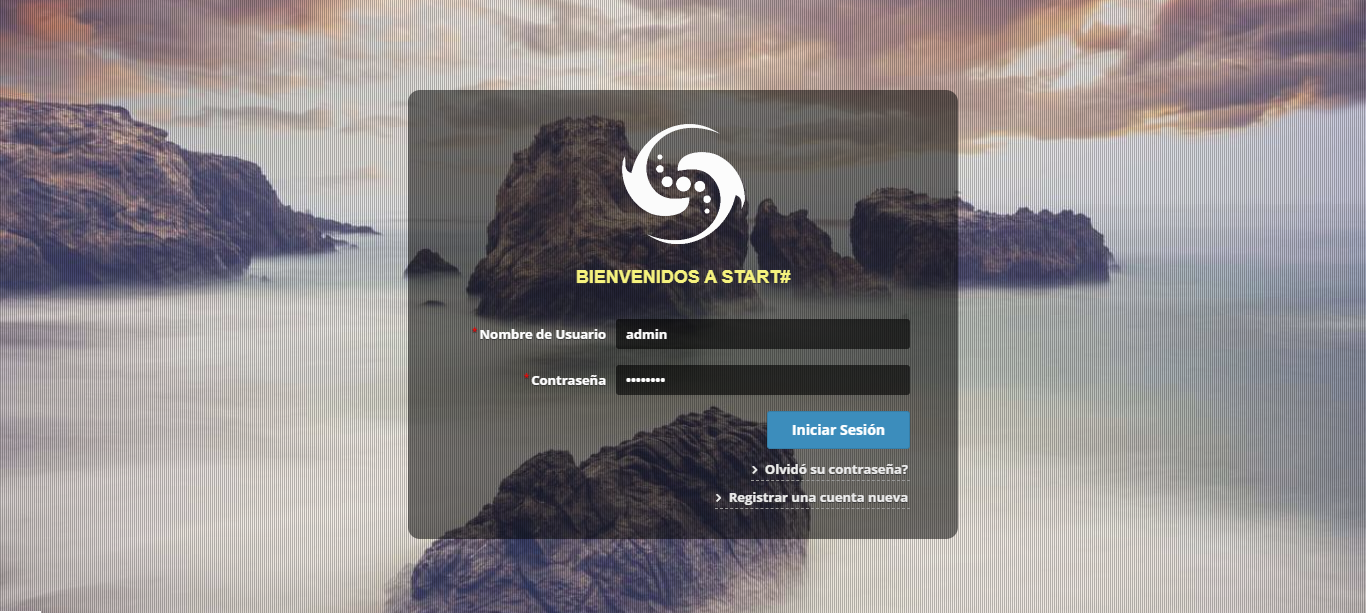 BIENVENIDOS A START#
* Nombre de Usuario admin
* Contraseña ••••••••
Iniciar Sesión
› Olvidó su contraseña?
› Registrar una cuenta nueva